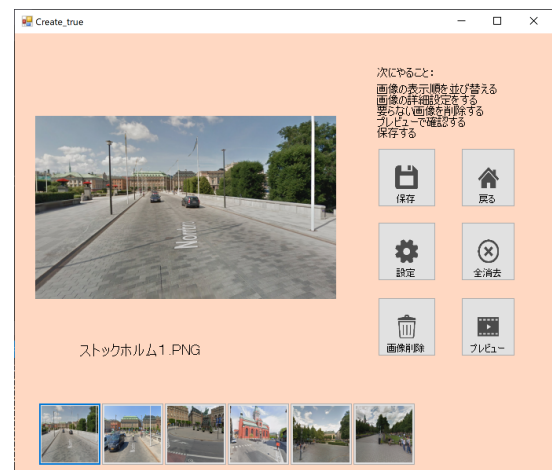 Create_true
次にやること：
画像の表示順を並び替える
画像の詳細設定をする
要らない画像を削除する
プレビューで確認する
保存する
保存
戻る
設定
全消去
画像削除
プレビュー
ストックホルム1.PNG